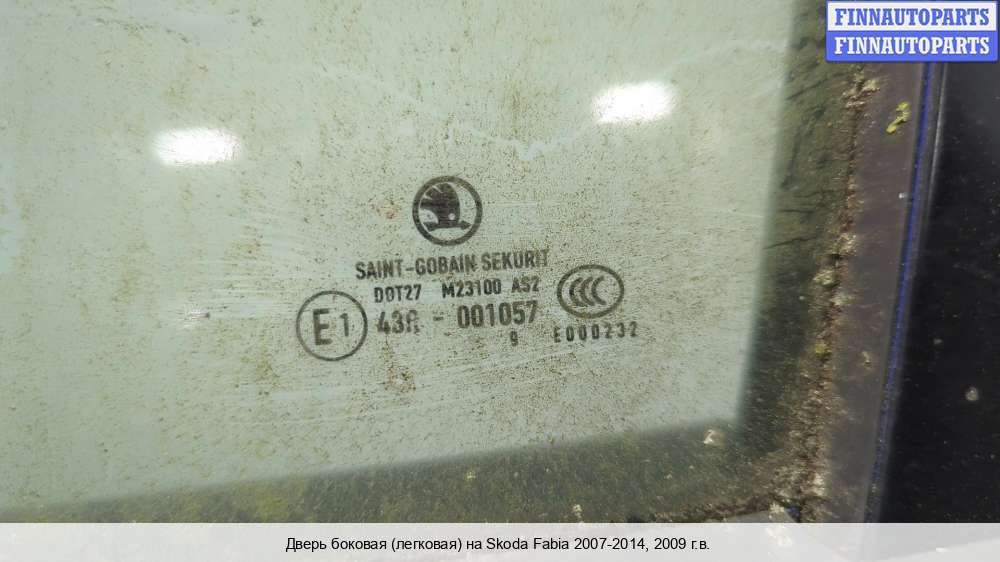 FINNAUTOPARTS
FINNAUTOPARTS
SAINT-GOBAIN SEKURIT
DOT27 M23100 AS2
CCC
E1 43R - 001057
9 E000232
Дверь боковая (легковая) на Skoda Fabia 2007-2014, 2009 г.в.